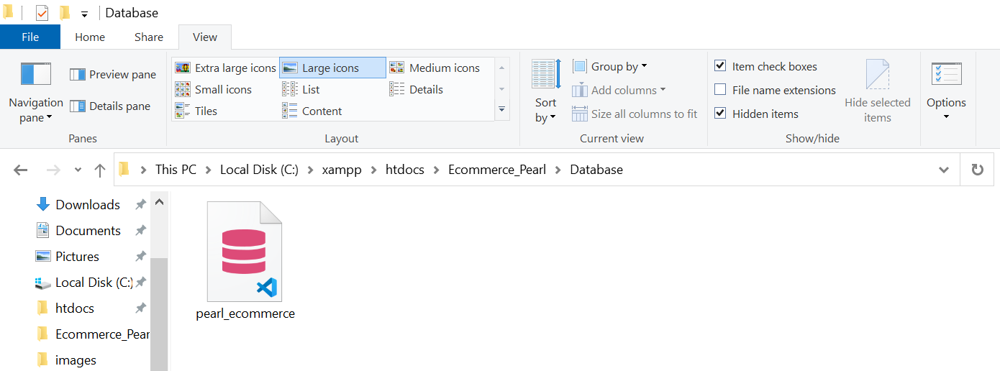 Database
File Home Share View
Extra large icons Large icons Medium icons
Preview pane
Small icons List Details
Navigation pane
Details pane
Tiles Content
Panes
Layout
Sort by
Group by
Add columns
Size all columns to fit
Current view
Item check boxes
File name extensions
Hidden items
Hide selected items
Show/hide
Options
This PC Local Disk (C:) xampp htdocs Ecommerce_Pearl Database
Downloads
Documents
Pictures
Local Disk (C:)
htdocs
Ecommerce_Pear
images
pearl_ecommerce